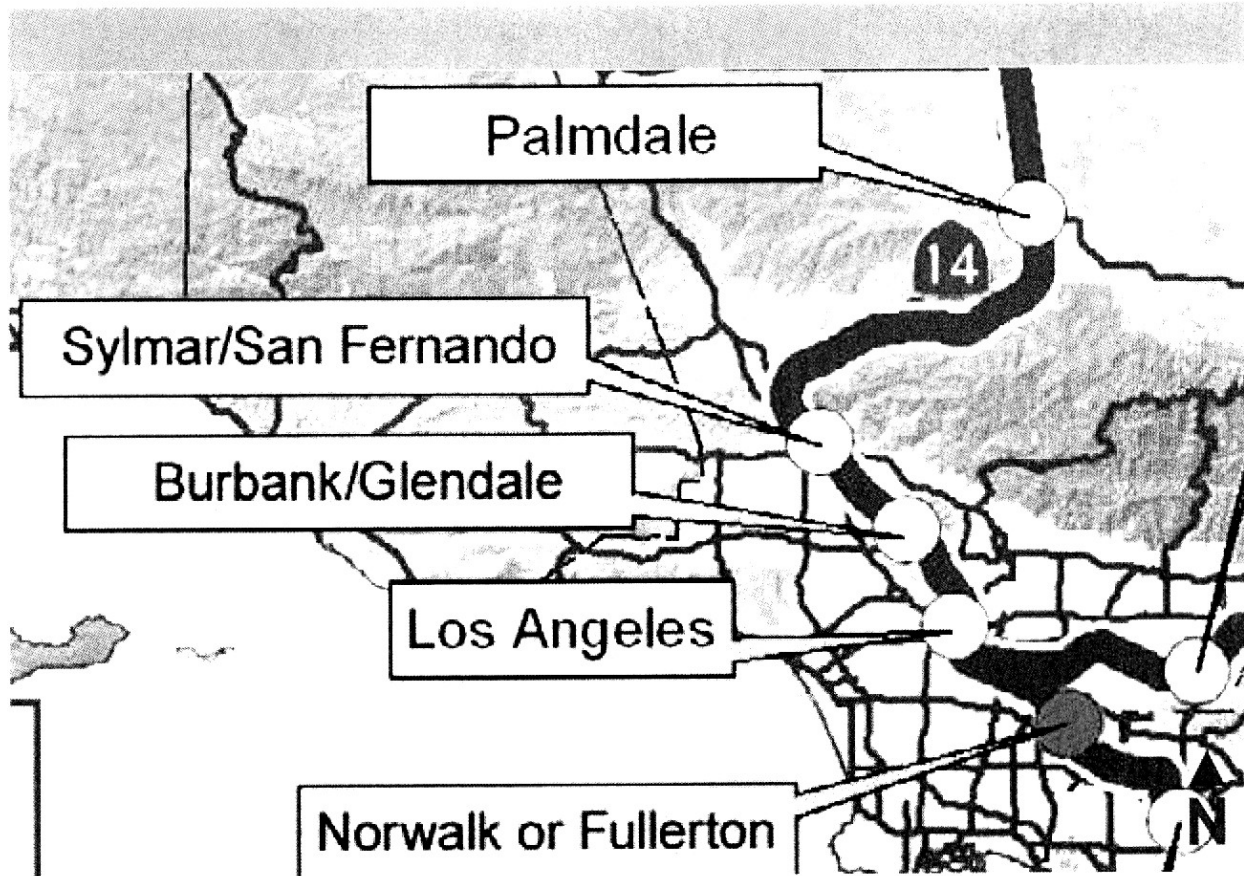 Palmdale
14
Sylmar/San Fernando
Burbank/Glendale
Los Angeles
Norwalk or Fullerton
N